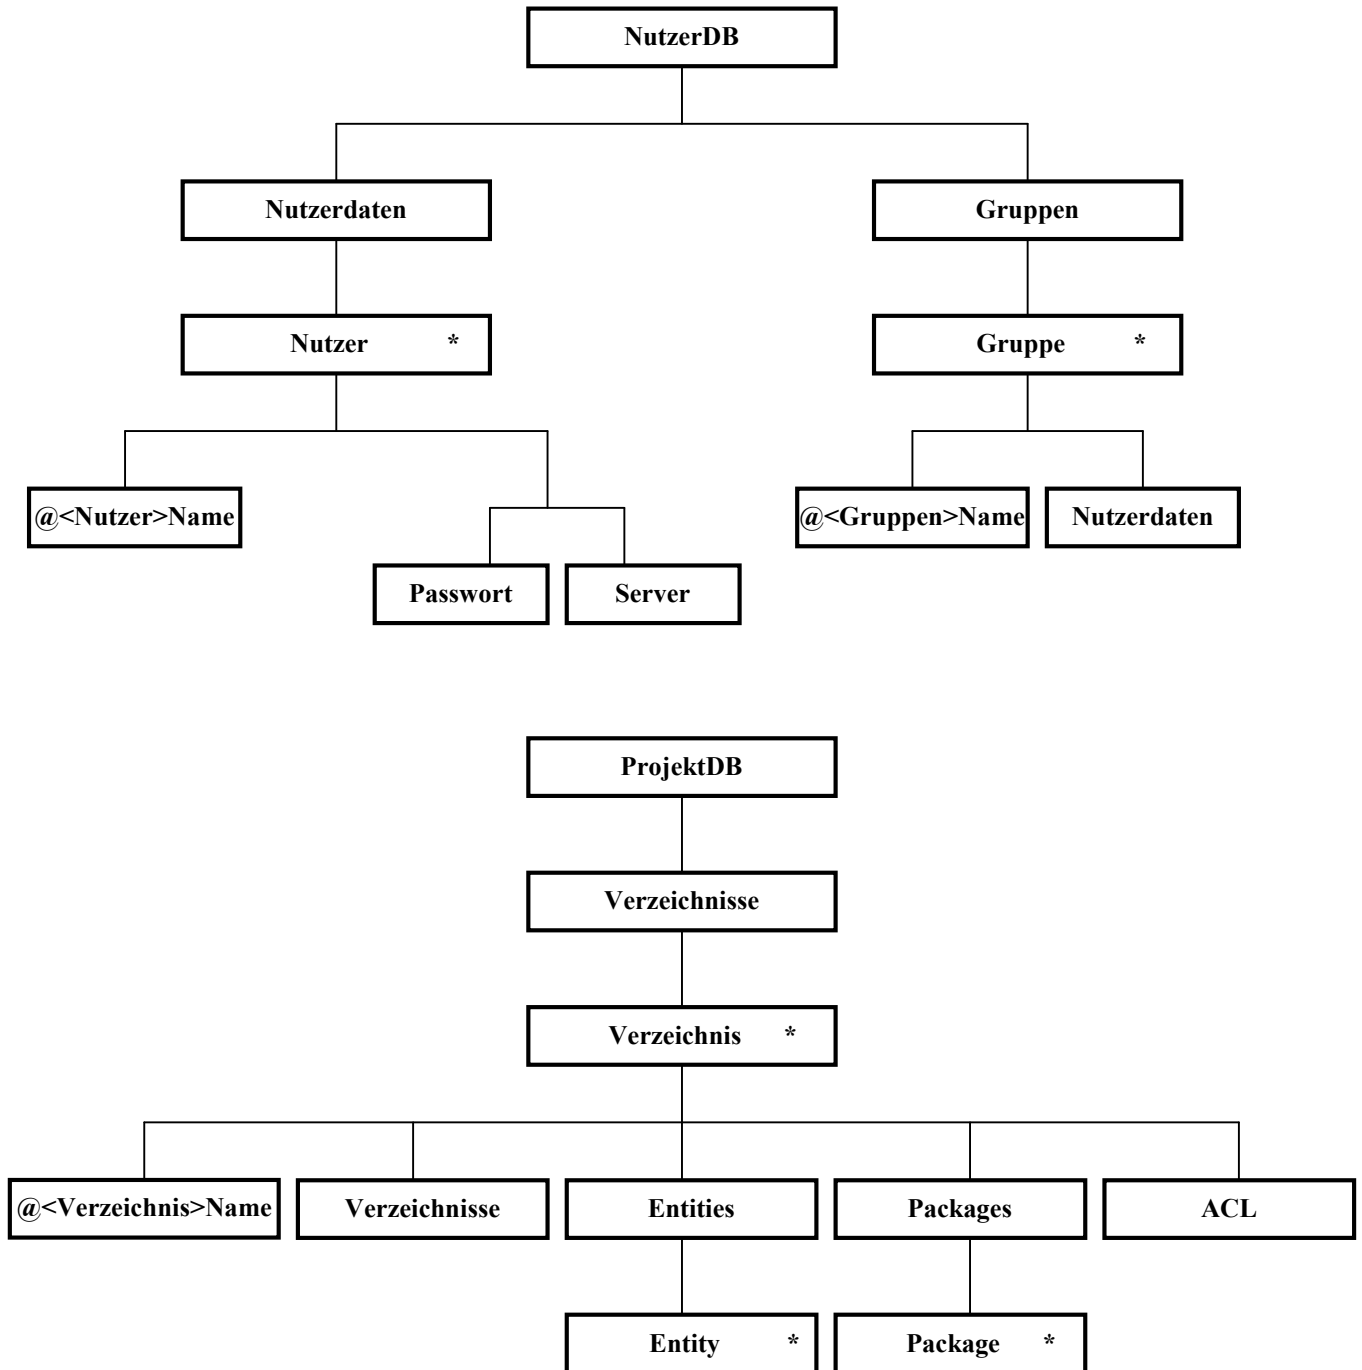 NutzerDB
Nutzerdaten
Gruppen
Nutzer *
Gruppe *
@<Nutzer>Name
@<Gruppen>Name
Nutzerdaten
Passwort
Server
ProjektDB
Verzeichnisse
Verzeichnis *
@<Verzeichnis>Name
Verzeichnisse
Entities
Packages
ACL
Entity *
Package *